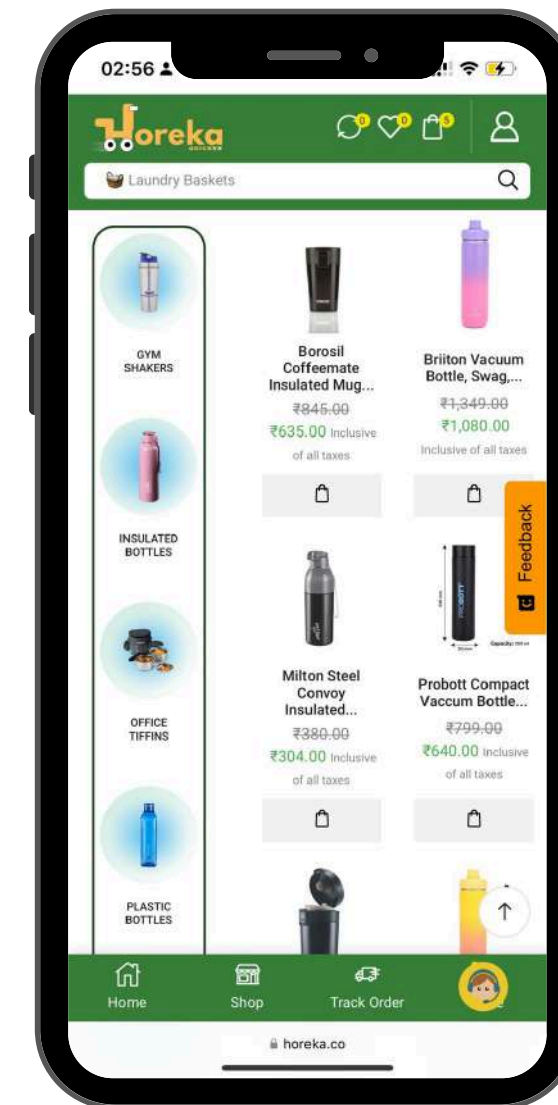 02:56
Horeka
0
0
5
Laundry Baskets
GYM
SHAKERS
INSULATED
BOTTLES
OFFICE
TIFFINS
PLASTIC
BOTTLES
Borosil
Coffeemate
Insulated Mug...
₹845.00
₹635.00 Inclusive
of all taxes
Briiton Vacuum
Bottle, Swag,...
₹1,349.00
₹1,080.00
Inclusive of all taxes
Feedback
Milton Steel
Convoy
Insulated...
₹380.00
₹304.00 Inclusive
of all taxes
PROBOTT
Probott Compact
Vaccum Bottle...
₹799.00
₹640.00 Inclusive
of all taxes
Home
Shop
Track Order
horeka.co